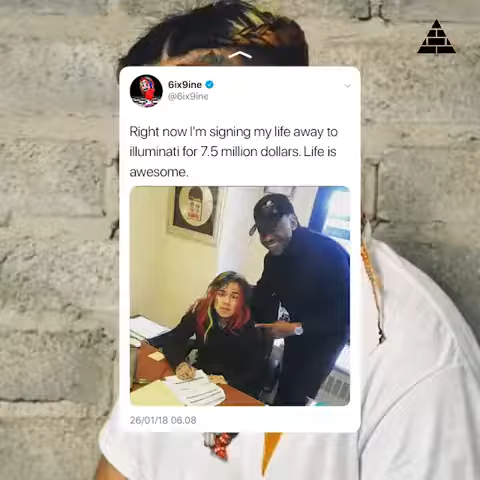 6ix9ine
@6ix9ine
Right now I'm signing my life away to
illuminati for 7.5 million dollars. Life is
awesome.
26/01/18 06.08